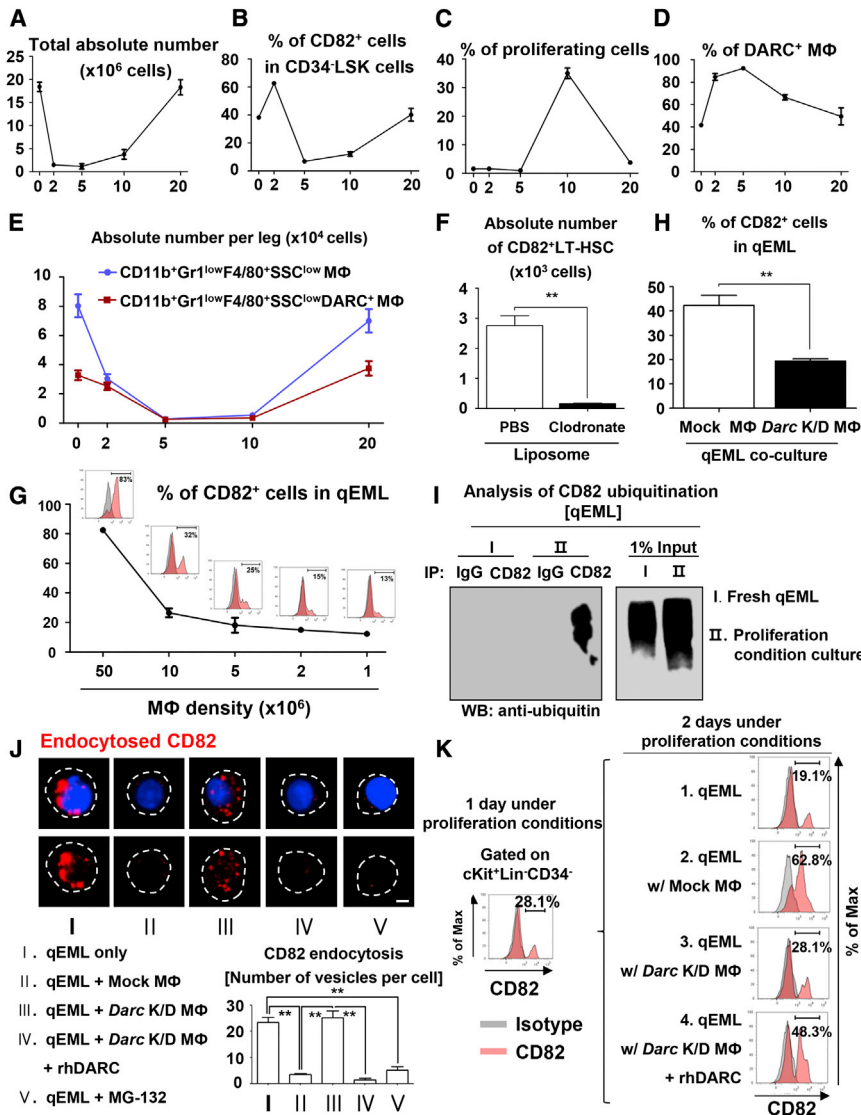 A
Total absolute number
(x10⁶ cells)
25
20
15
10
5
0
0 2 5 10 20
B
% of CD82⁺ cells
in CD34⁻LSK cells
80
60
40
20
0
0 2 5 10 20
C
% of proliferating cells
40
30
20
10
0
0 2 5 10 20
D
% of DARC⁺ MΦ
100
80
60
40
20
0
0 2 5 10 20
E
Absolute number per leg (x10⁴ cells)
CD11b⁺Gr1ˡᵒʷF4/80⁺SSCˡᵒʷ MΦ
CD11b⁺Gr1ˡᵒʷF4/80⁺SSCˡᵒʷDARC⁺ MΦ
8
6
4
2
0
0 2 5 10 20
F
Absolute number
of CD82⁺LT-HSC
(x10³ cells)
**
4
3
2
1
0
PBS Clodronate
Liposome
H
% of CD82⁺ cells
in qEML
**
50
40
30
20
10
0
Mock MΦ Darc K/D MΦ
qEML co-culture
G
% of CD82⁺ cells in qEML
83%
32%
25%
15%
13%
100
80
60
40
20
0
50 10 5 2 1
MΦ density (x10⁶)
I
Analysis of CD82 ubiquitination
[qEML]
I II 1% Input
IP: IgG CD82 IgG CD82 I II
I. Fresh qEML
II. Proliferation
condition culture
WB: anti-ubiquitin
J
Endocytosed CD82
I II III IV V
I. qEML only
II. qEML + Mock MΦ
III. qEML + Darc K/D MΦ
IV. qEML + Darc K/D MΦ
+ rhDARC
V. qEML + MG-132
CD82 endocytosis
[Number of vesicles per cell]
**
** ** **
30
20
10
0
I II III IV V
K
1 day under
proliferation conditions
Gated on
cKit⁺Lin⁻CD34⁻
28.1%
% of Max
CD82
Isotype
CD82
2 days under
proliferation conditions
1. qEML
19.1%
2. qEML
w/ Mock MΦ
62.8%
3. qEML
w/ Darc K/D MΦ
28.1%
4. qEML
w/ Darc K/D MΦ
+ rhDARC
48.3%
% of Max
CD82